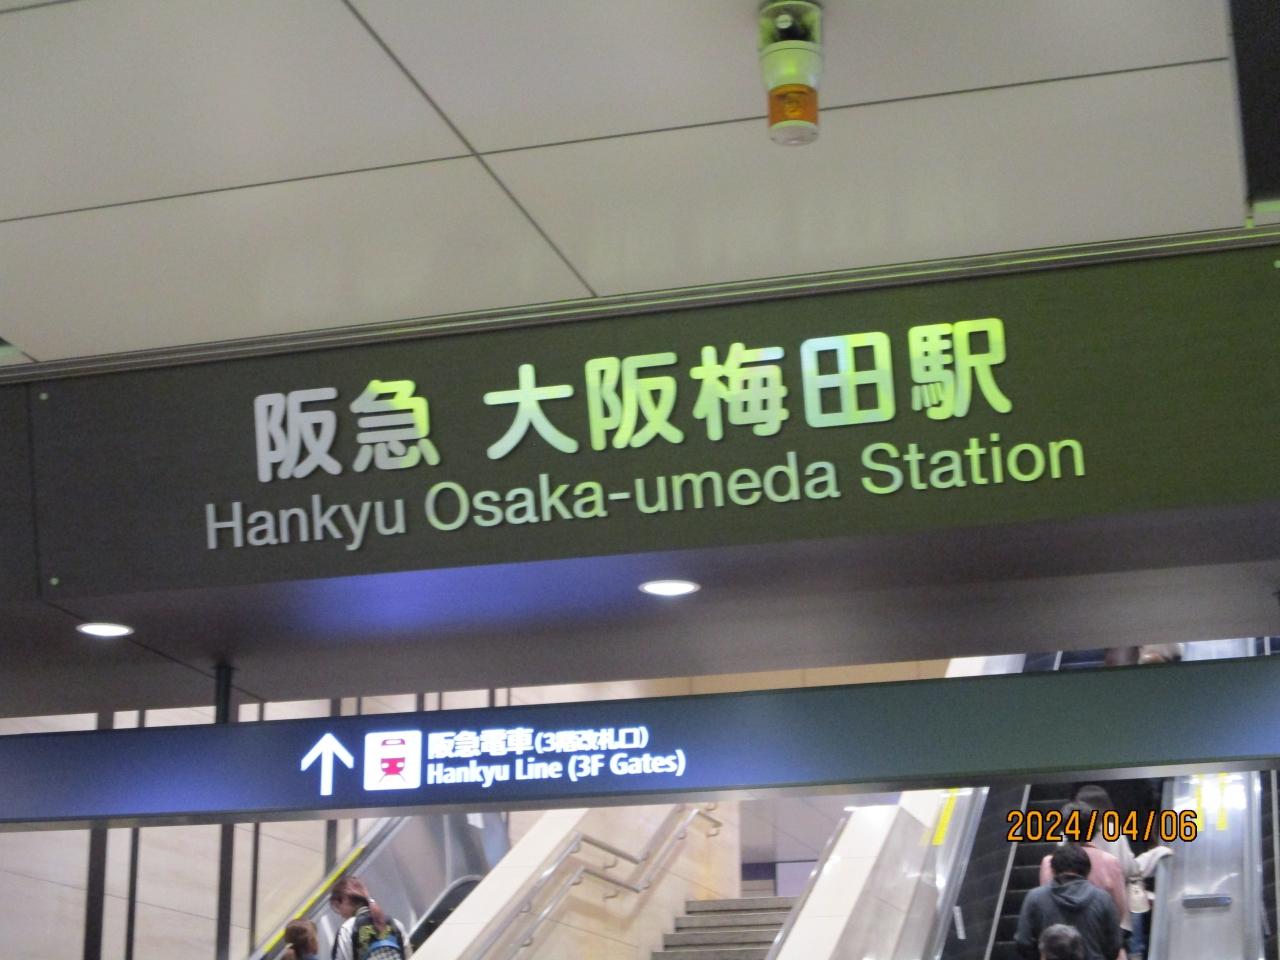 阪急 大阪梅田駅
Hankyu Osaka-umeda Station
阪急電車(3階改札口)
Hankyu Line (3F Gates)
2024/04/06